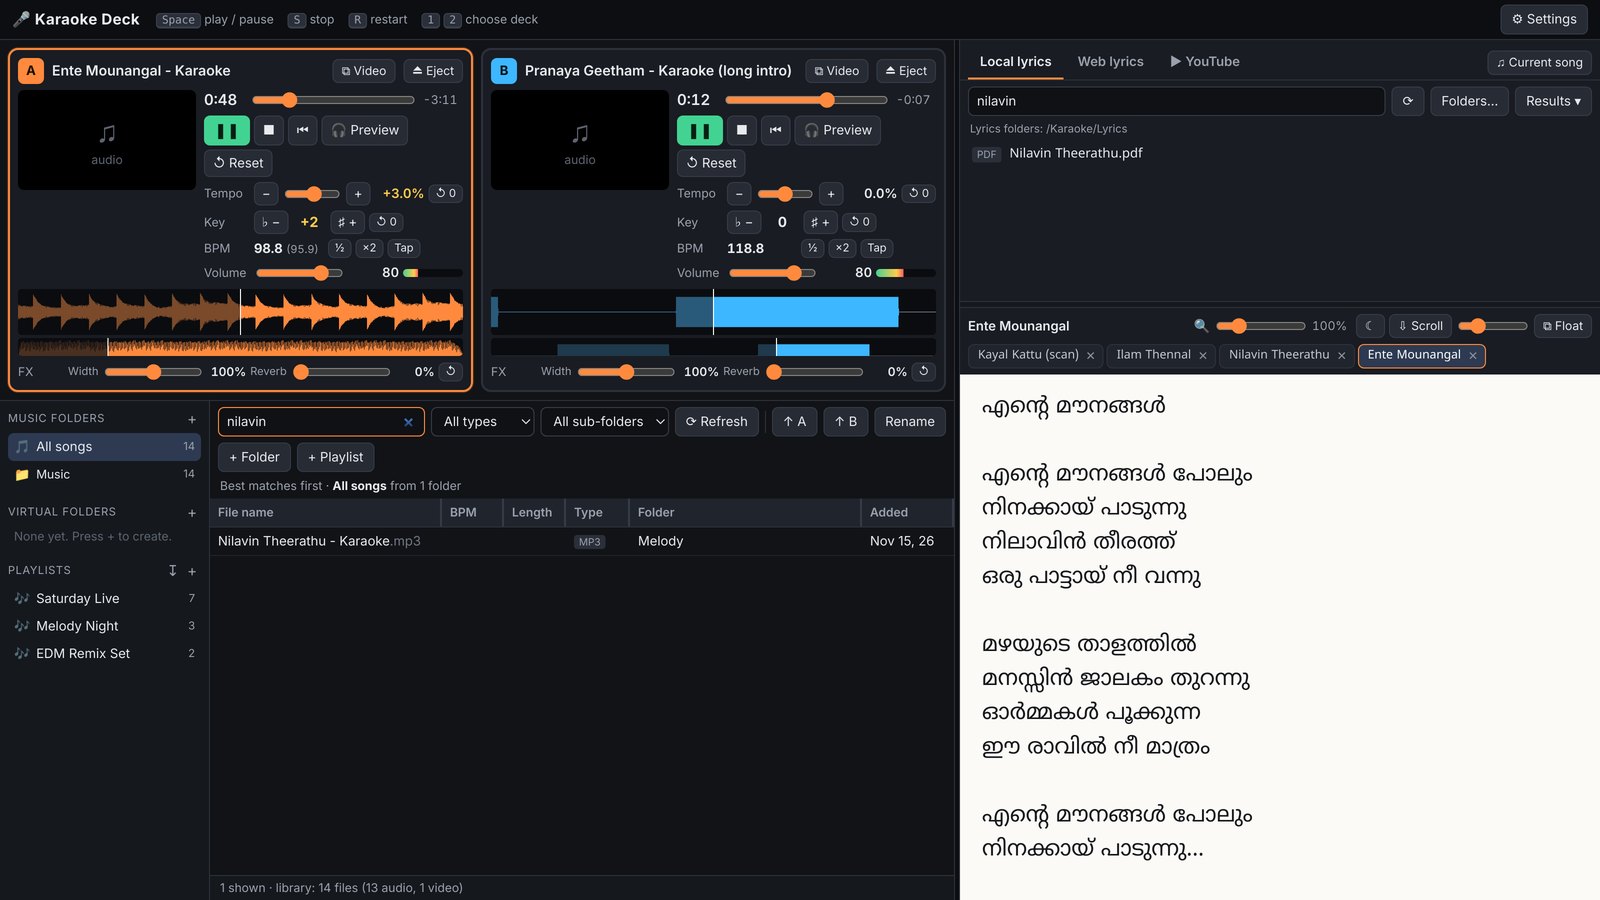 🎤 Karaoke Deck Space play / pause S stop R restart 1 2 choose deck ⚙ Settings
A Ente Mounangal - Karaoke ⧉ Video ⏏ Eject
0:48 -3:11
audio
❚❚ ■ ⏮ 🎧 Preview
↺ Reset
Tempo − + +3.0% ↺ 0
Key ♭ − +2 ♯ + ↺ 0
BPM 98.8 (95.9) ½ ×2 Tap
Volume 80
FX Width 100% Reverb 0% ↺
B Pranaya Geetham - Karaoke (long intro) ⧉ Video ⏏ Eject
0:12 -0:07
audio
❚❚ ■ ⏮ 🎧 Preview
↺ Reset
Tempo − + 0.0% ↺ 0
Key ♭ − 0 ♯ + ↺ 0
BPM 118.8 ½ ×2 Tap
Volume 80
FX Width 100% Reverb 0% ↺
MUSIC FOLDERS +
🎵 All songs 14
📁 Music 14
VIRTUAL FOLDERS +
None yet. Press + to create.
PLAYLISTS ↧ +
🎶 Saturday Live 7
🎶 Melody Night 3
🎶 EDM Remix Set 2
nilavin ✕ All types All sub-folders ⟳ Refresh ↑ A ↑ B Rename
+ Folder + Playlist
Best matches first · All songs from 1 folder
File name BPM Length Type Folder Added
Nilavin Theerathu - Karaoke.mp3 MP3 Melody Nov 15, 26
1 shown · library: 14 files (13 audio, 1 video)
Local lyrics Web lyrics ▶ YouTube ♫ Current song
nilavin ⟳ Folders... Results ▾
Lyrics folders: /Karaoke/Lyrics
PDF Nilavin Theerathu.pdf
Ente Mounangal 🔍 100% ☾ ⇩ Scroll ⧉ Float
Kayal Kattu (scan) × Ilam Thennal × Nilavin Theerathu × Ente Mounangal ×
എന്റെ മൗനങ്ങൾ
എന്റെ മൗനങ്ങൾ പോലും
നിനക്കായ് പാടുന്നു
നിലാവിൻ തീരത്ത്
ഒരു പാട്ടായ് നീ വന്നു
മഴയുടെ താളത്തിൽ
മനസ്സിൻ ജാലകം തുറന്നു
ഓർമ്മകൾ പൂക്കുന്ന
ഈ രാവിൽ നീ മാത്രം
എന്റെ മൗനങ്ങൾ പോലും
നിനക്കായ് പാടുന്നു...